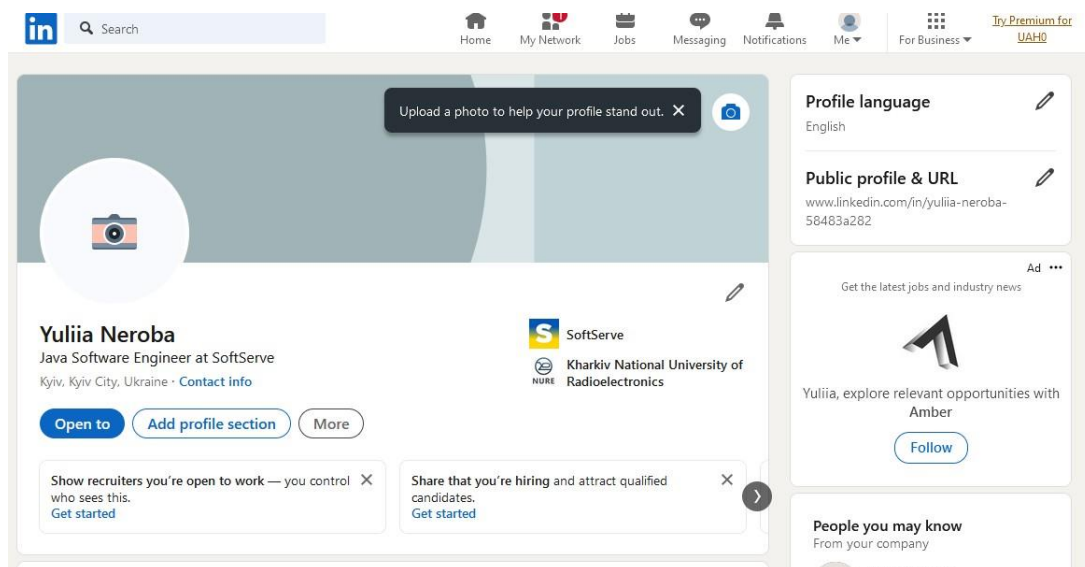 in
Search
Home
My Network
1
Jobs
Messaging
Notifications
Me
For Business
Try Premium for
UAH0
Upload a photo to help your profile stand out.
Yuliia Neroba
Java Software Engineer at SoftServe
Kyiv, Kyiv City, Ukraine · Contact info
S
SoftServe
NURE
Kharkiv National University of
Radioelectronics
Open to
Add profile section
More
Show recruiters you're open to work — you control
who sees this.
Get started
Share that you're hiring and attract qualified
candidates.
Get started
Profile language
English
Public profile & URL
www.linkedin.com/in/yuliia-neroba-
58483a282
Ad
Get the latest jobs and industry news
Yuliia, explore relevant opportunities with
Amber
Follow
People you may know
From your company